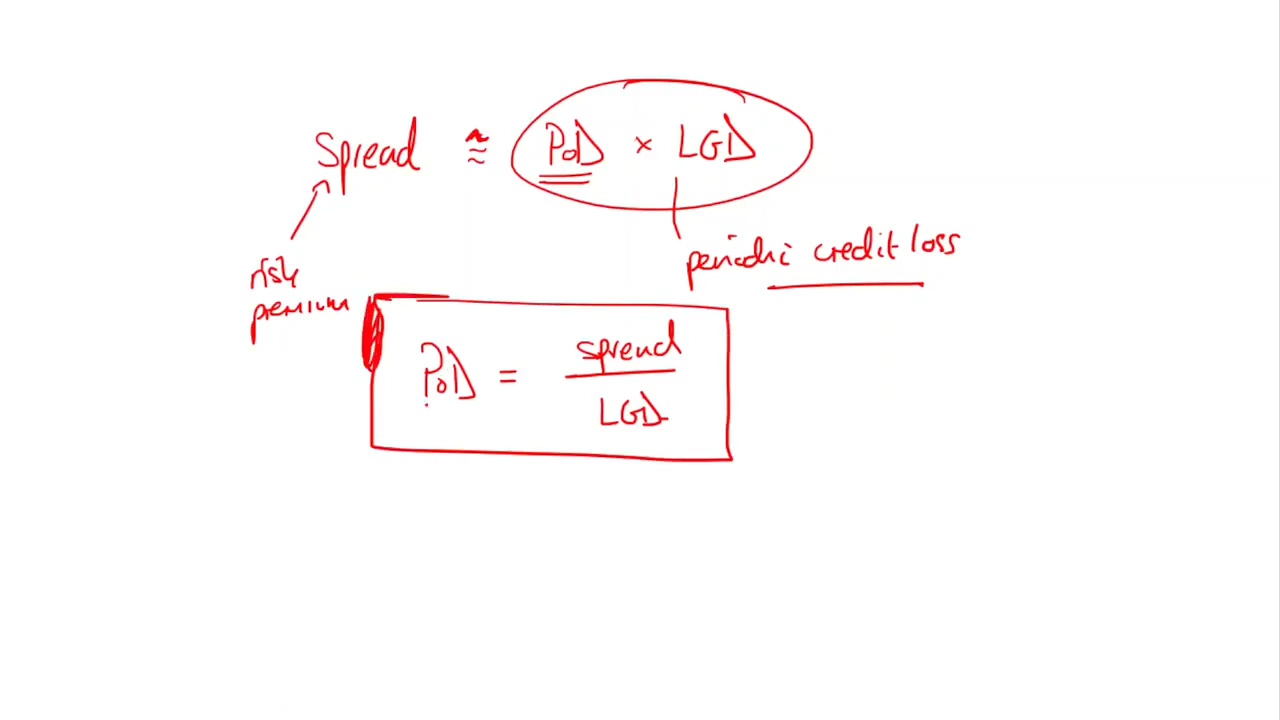 Spread ≈ PoD × LGD
periodic credit loss
risk
premium
PoD = spread
LGD